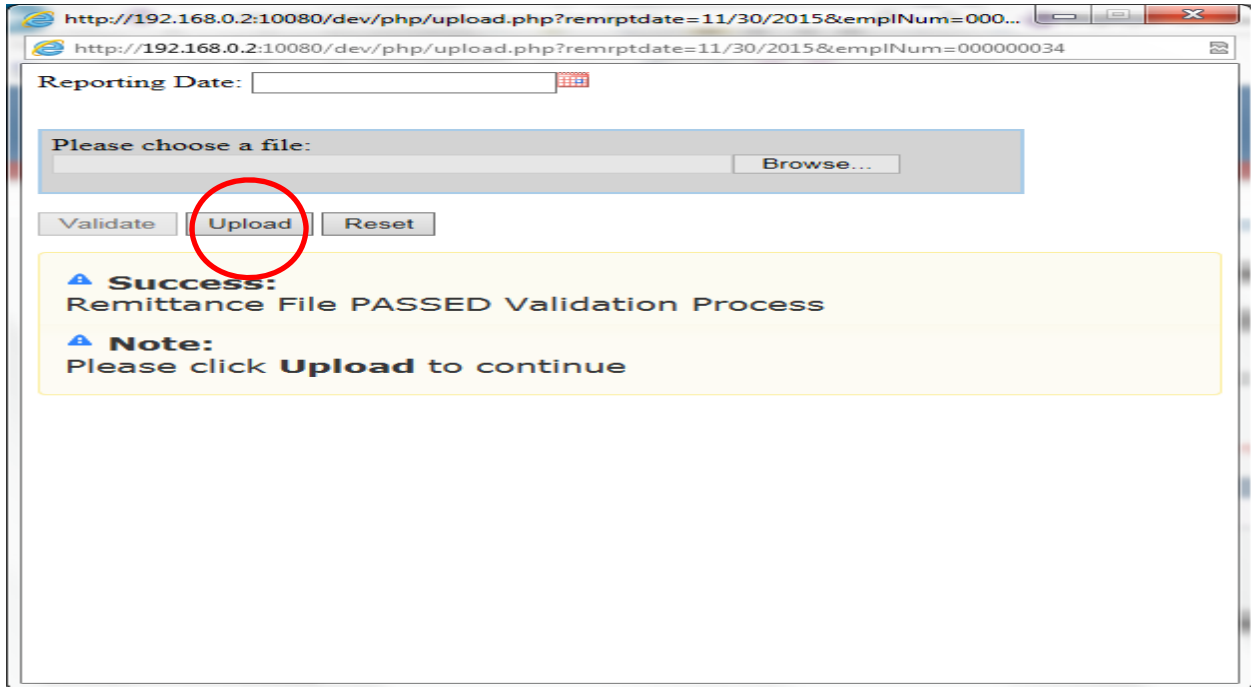 http://192.168.0.2:10080/dev/php/upload.php?remrptdate=11/30/2015&emplNum=000...
http://192.168.0.2:10080/dev/php/upload.php?remrptdate=11/30/2015&emplNum=000000034
Reporting Date:
Please choose a file:
Browse...
Validate Upload Reset
Success:
Remittance File PASSED Validation Process
Note:
Please click Upload to continue